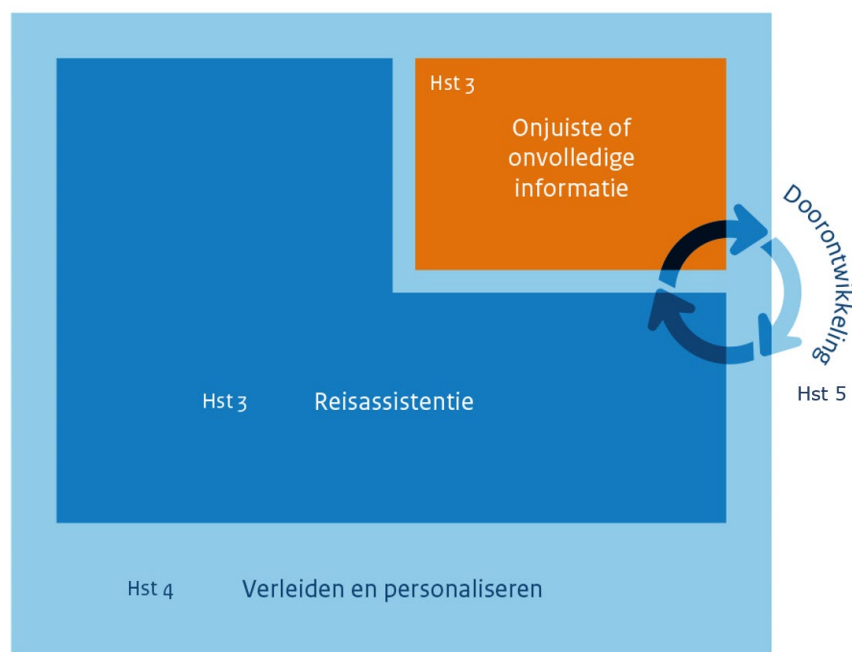 Hst 3
Onjuiste of
onvolledige
informatie
Doorontwikkeling
Hst 5
Hst 3 Reisassistentie
Hst 4 Verleiden en personaliseren